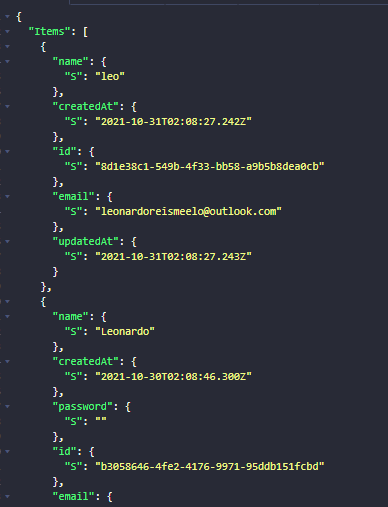 {
"Items": [
{
"name": {
"S": "leo"
},
"createdAt": {
"S": "2021-10-31T02:08:27.242Z"
},
"id": {
"S": "8d1e38c1-549b-4f33-bb58-a9b5b8dea0cb"
},
"email": {
"S": "leonardoreismeelo@outlook.com"
},
"updatedAt": {
"S": "2021-10-31T02:08:27.243Z"
}
},
{
"name": {
"S": "Leonardo"
},
"createdAt": {
"S": "2021-10-30T02:08:46.300Z"
},
"password": {
"S": ""
},
"id": {
"S": "b3058646-4fe2-4176-9971-95ddb151fcbd"
},
"email": {